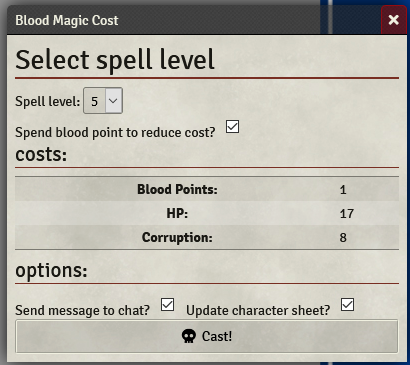 Blood Magic Cost
Select spell level
Spell level: 5
Spend blood point to reduce cost?
costs:
Blood Points: 1
HP: 17
Corruption: 8
options:
Send message to chat? Update character sheet?
Cast!